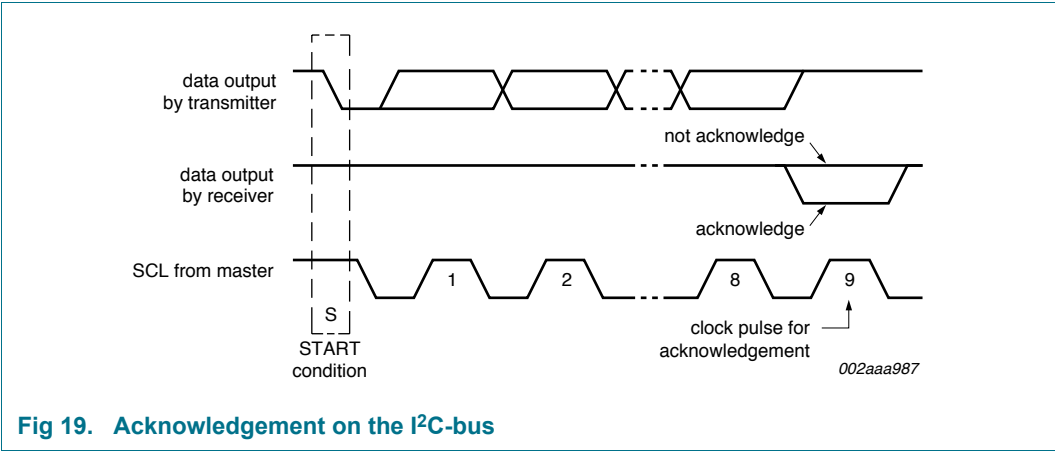 data output
by transmitter
not acknowledge
data output
by receiver
acknowledge
SCL from master
1
2
8
9
S
START
condition
clock pulse for
acknowledgement
002aaa987
Fig 19. Acknowledgement on the I²C-bus